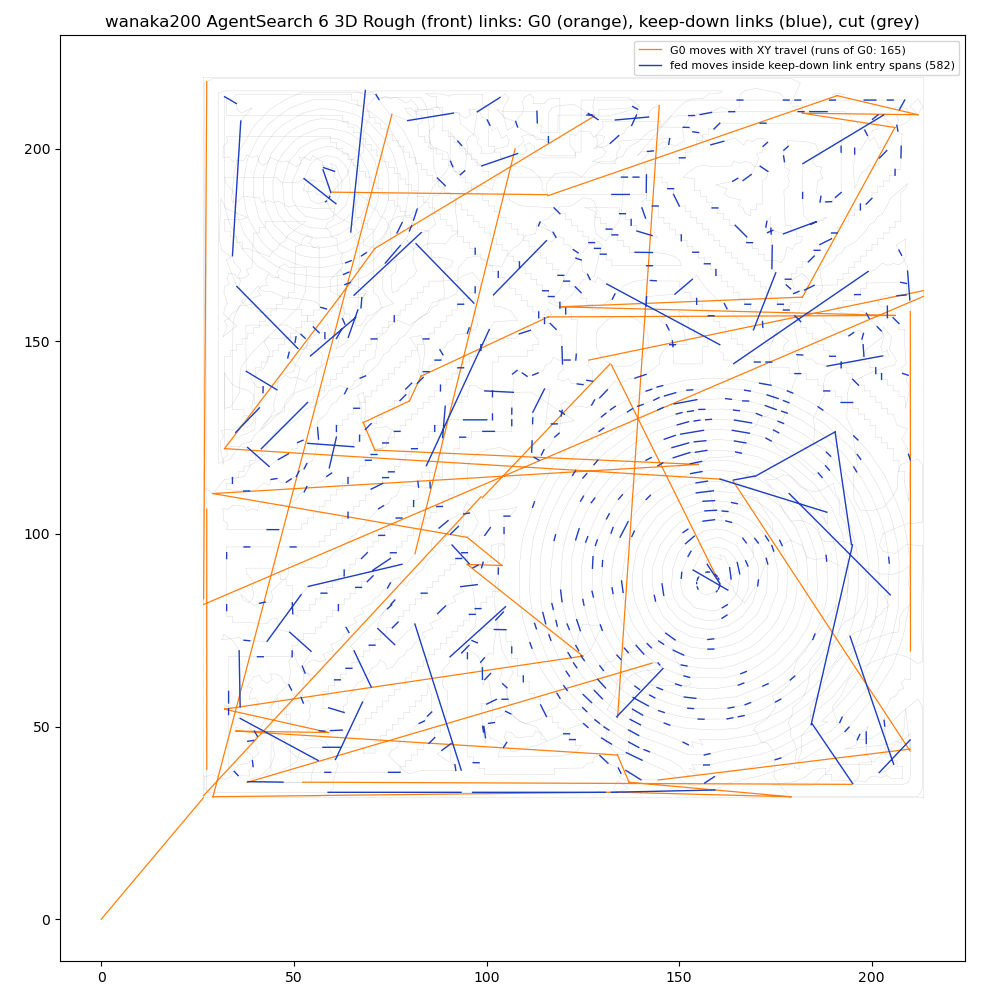 wanaka200 AgentSearch 6 3D Rough (front) links: G0 (orange), keep-down links (blue), cut (grey)
G0 moves with XY travel (runs of G0: 165)
fed moves inside keep-down link entry spans (582)
200
150
100
50
0
0 50 100 150 200